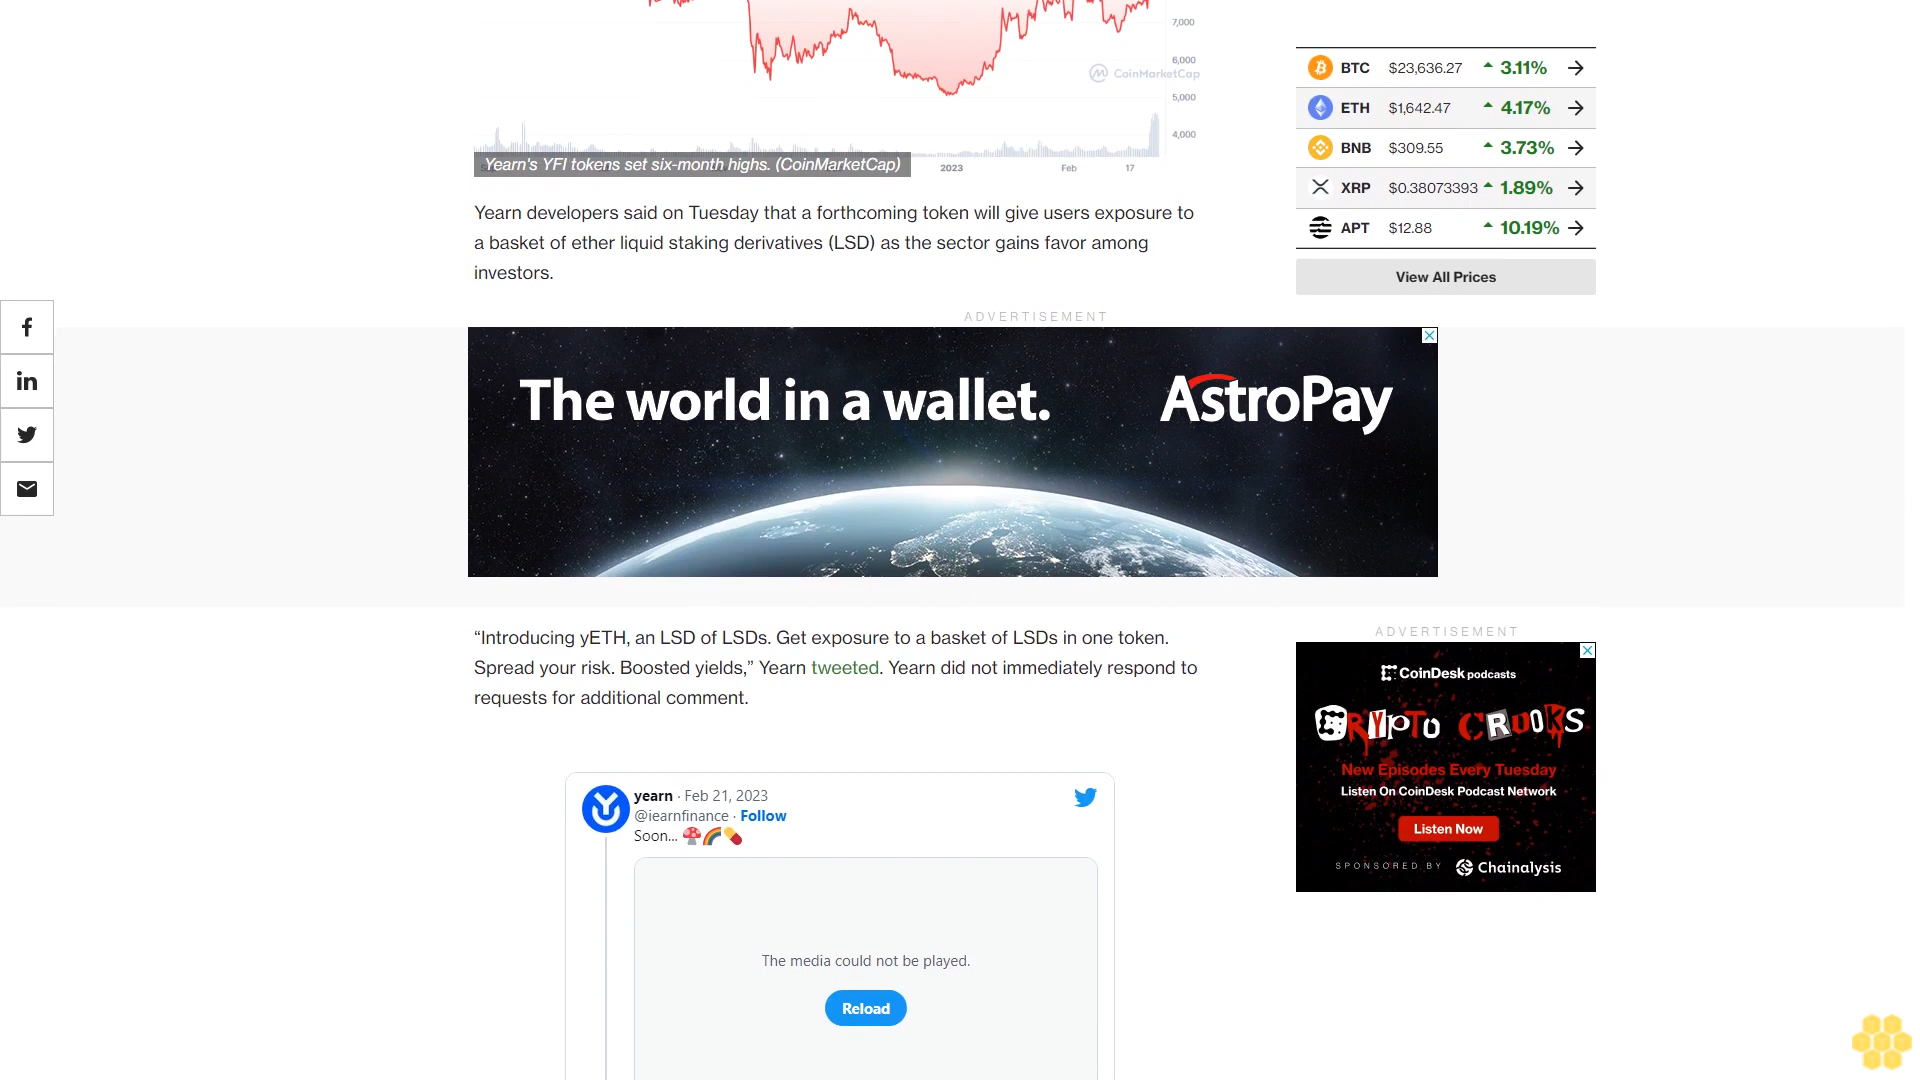 7,000
6,000
CoinMarketCap
5,000
4,000
Yearn's YFI tokens set six-month highs. (CoinMarketCap)
2023
Feb
17
Yearn developers said on Tuesday that a forthcoming token will give users exposure to
a basket of ether liquid staking derivatives (LSD) as the sector gains favor among
investors.
BTC $23,636.27 3.11%
ETH $1,642.47 4.17%
BNB $309.55 3.73%
XRP $0.38073393 1.89%
APT $12.88 10.19%
View All Prices
ADVERTISEMENT
The world in a wallet.
AstroPay
“Introducing yETH, an LSD of LSDs. Get exposure to a basket of LSDs in one token.
Spread your risk. Boosted yields,” Yearn tweeted. Yearn did not immediately respond to
requests for additional comment.
ADVERTISEMENT
CoinDesk podcasts
CRYPTO CROOKS
New Episodes Every Tuesday
Listen On CoinDesk Podcast Network
Listen Now
SPONSORED BY Chainalysis
yearn · Feb 21, 2023
@iearnfinance · Follow
Soon... 🍄🌈💊
The media could not be played.
Reload